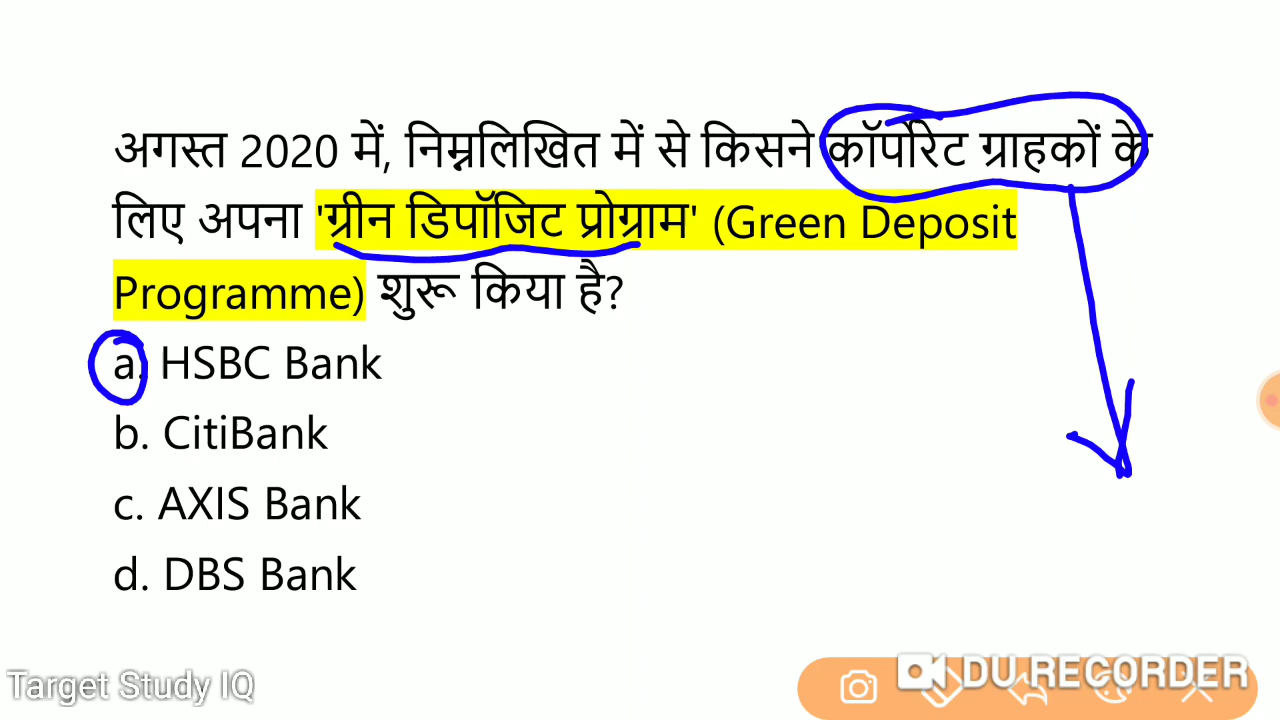 अगस्त 2020 में, निम्नलिखित में से किसने कॉर्पोरेट ग्राहकों के
लिए अपना 'ग्रीन डिपॉजिट प्रोग्राम' (Green Deposit
Programme) शुरू किया है?
a. HSBC Bank
b. CitiBank
c. AXIS Bank
d. DBS Bank
Target Study IQ
DU RECORDER